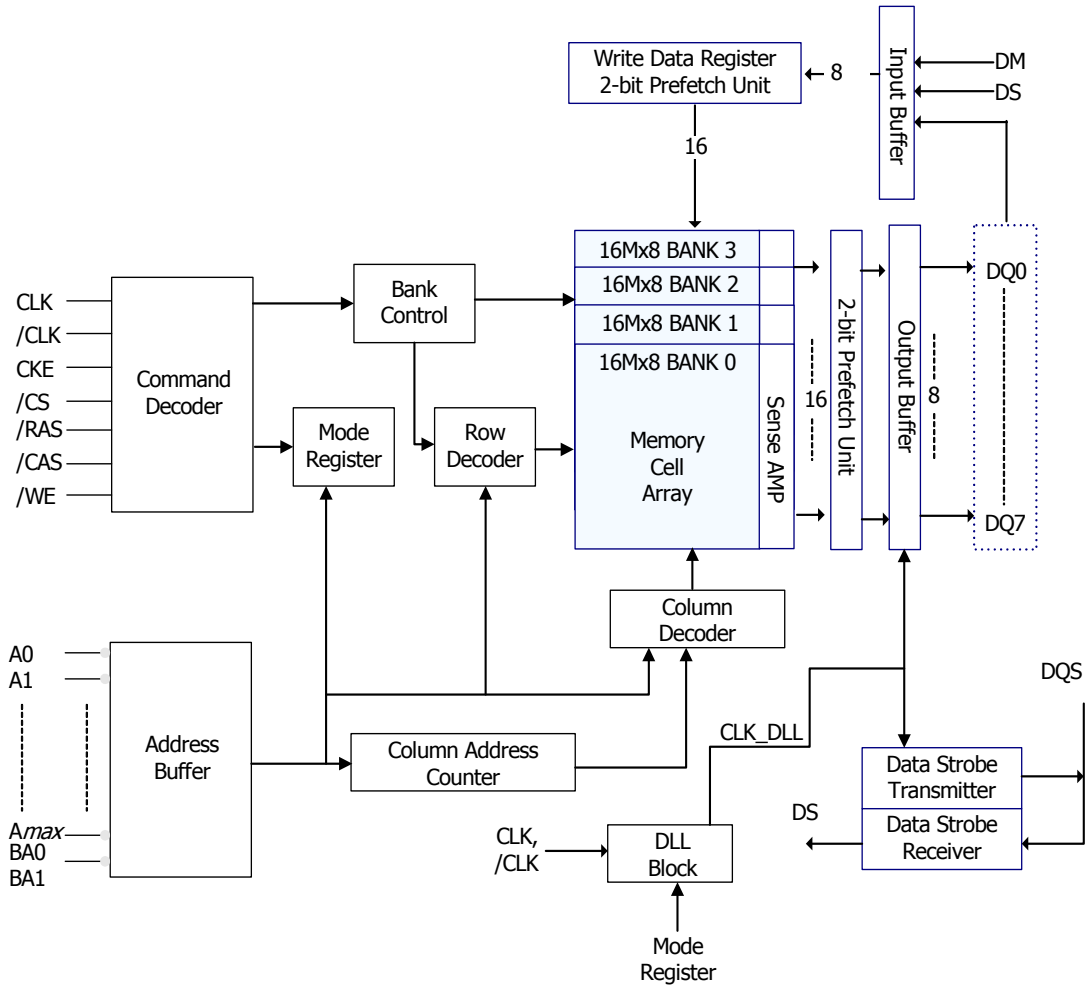 Write Data Register
2-bit Prefetch Unit
8
Input Buffer
DM
DS
16
16Mx8 BANK 3
16Mx8 BANK 2
16Mx8 BANK 1
16Mx8 BANK 0
Memory
Cell
Array
Sense AMP
16
2-bit Prefetch Unit
Output Buffer
8
DQ0
DQ7
CLK
/CLK
CKE
/CS
/RAS
/CAS
/WE
Command
Decoder
Bank
Control
Mode
Register
Row
Decoder
Column
Decoder
A0
A1
Amax
BA0
BA1
Address
Buffer
Column Address
Counter
CLK_DLL
DQS
Data Strobe
Transmitter
Data Strobe
Receiver
DS
CLK,
/CLK
DLL
Block
Mode
Register